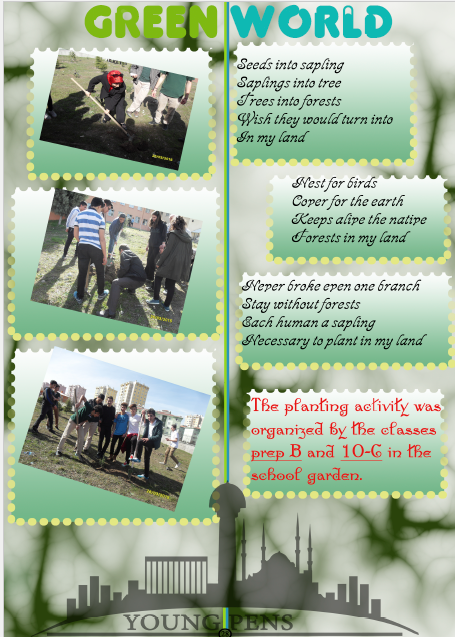 GREEN WORLD
Seeds into sapling
Saplings into tree
Trees into forests
Wish they would turn into
In my land
Nest for birds
Cover for the earth
Keeps alive the native
Forests in my land
Never broke even one branch
Stay without forests
Each human a sapling
Necessary to plant in my land
The planting activity was
organized by the classes
prep B and 10-C in the
school garden.
YOUNG PENS